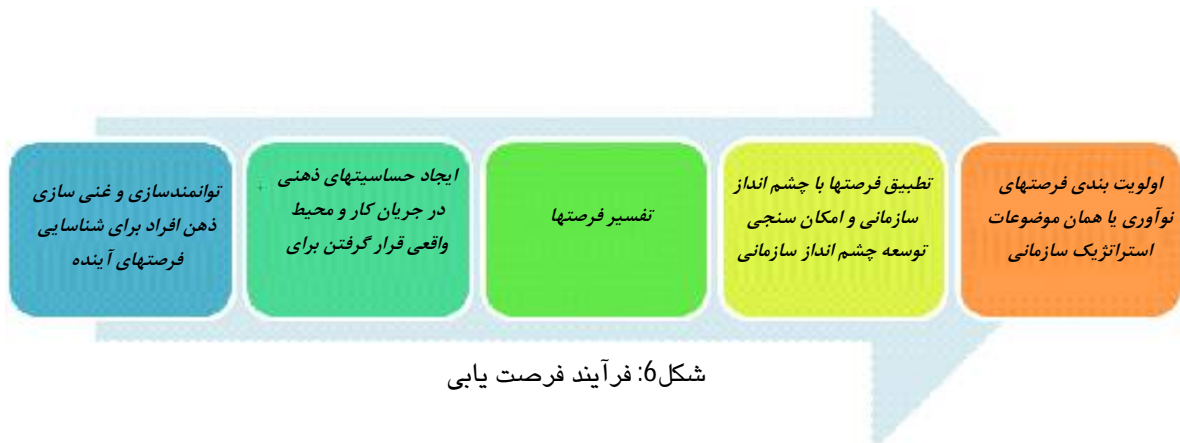 توانمندسازی و غنی سازی
ذهن افراد برای شناسایی
فرصتهای آینده
ایجاد حساسیتهای ذهنی
در جریان کار و محیط
واقعی قرار گرفتن برای
تفسیر فرصتها
تطبیق فرصتها با چشم انداز
سازمانی و امکان سنجی
توسعه چشم انداز سازمانی
اولویت بندی فرصتهای
نوآوری یا همان موضوعات
استراتژیک سازمانی
شکل6: فرآیند فرصت یابی